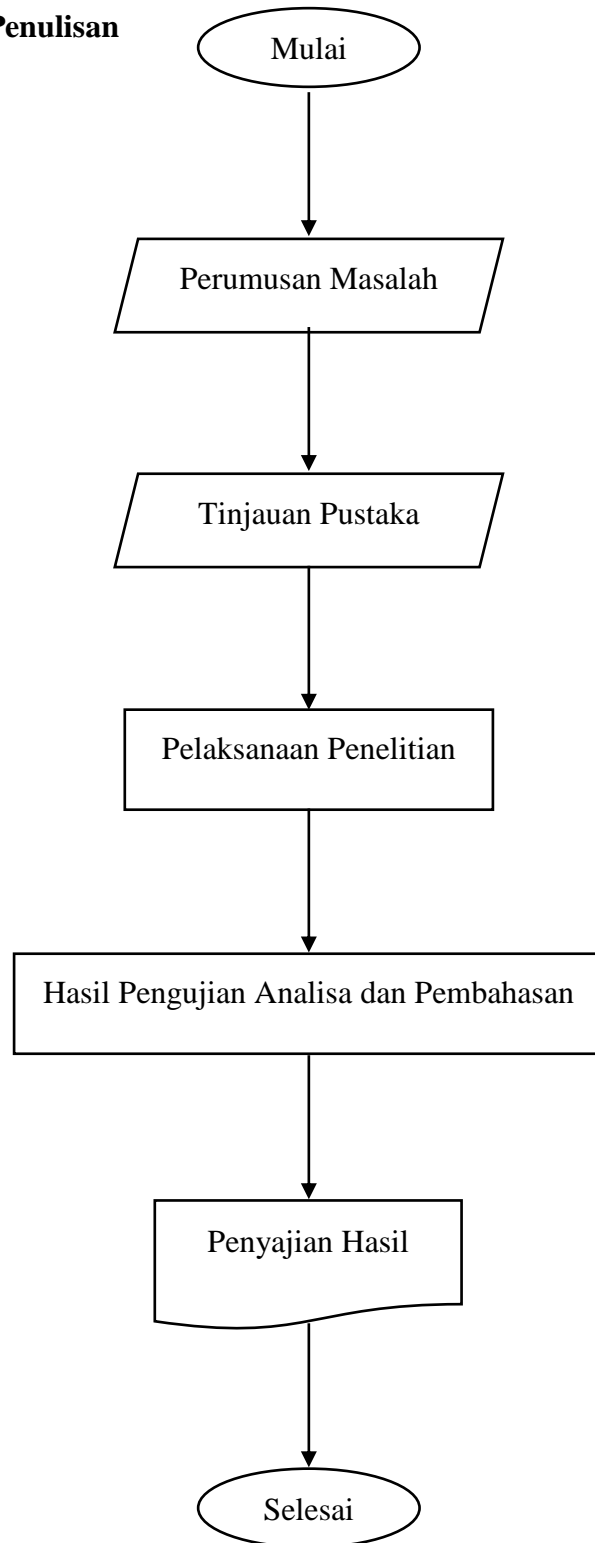 Penulisan
Mulai
Perumusan Masalah
Tinjauan Pustaka
Pelaksanaan Penelitian
Hasil Pengujian Analisa dan Pembahasan
Penyajian Hasil
Selesai